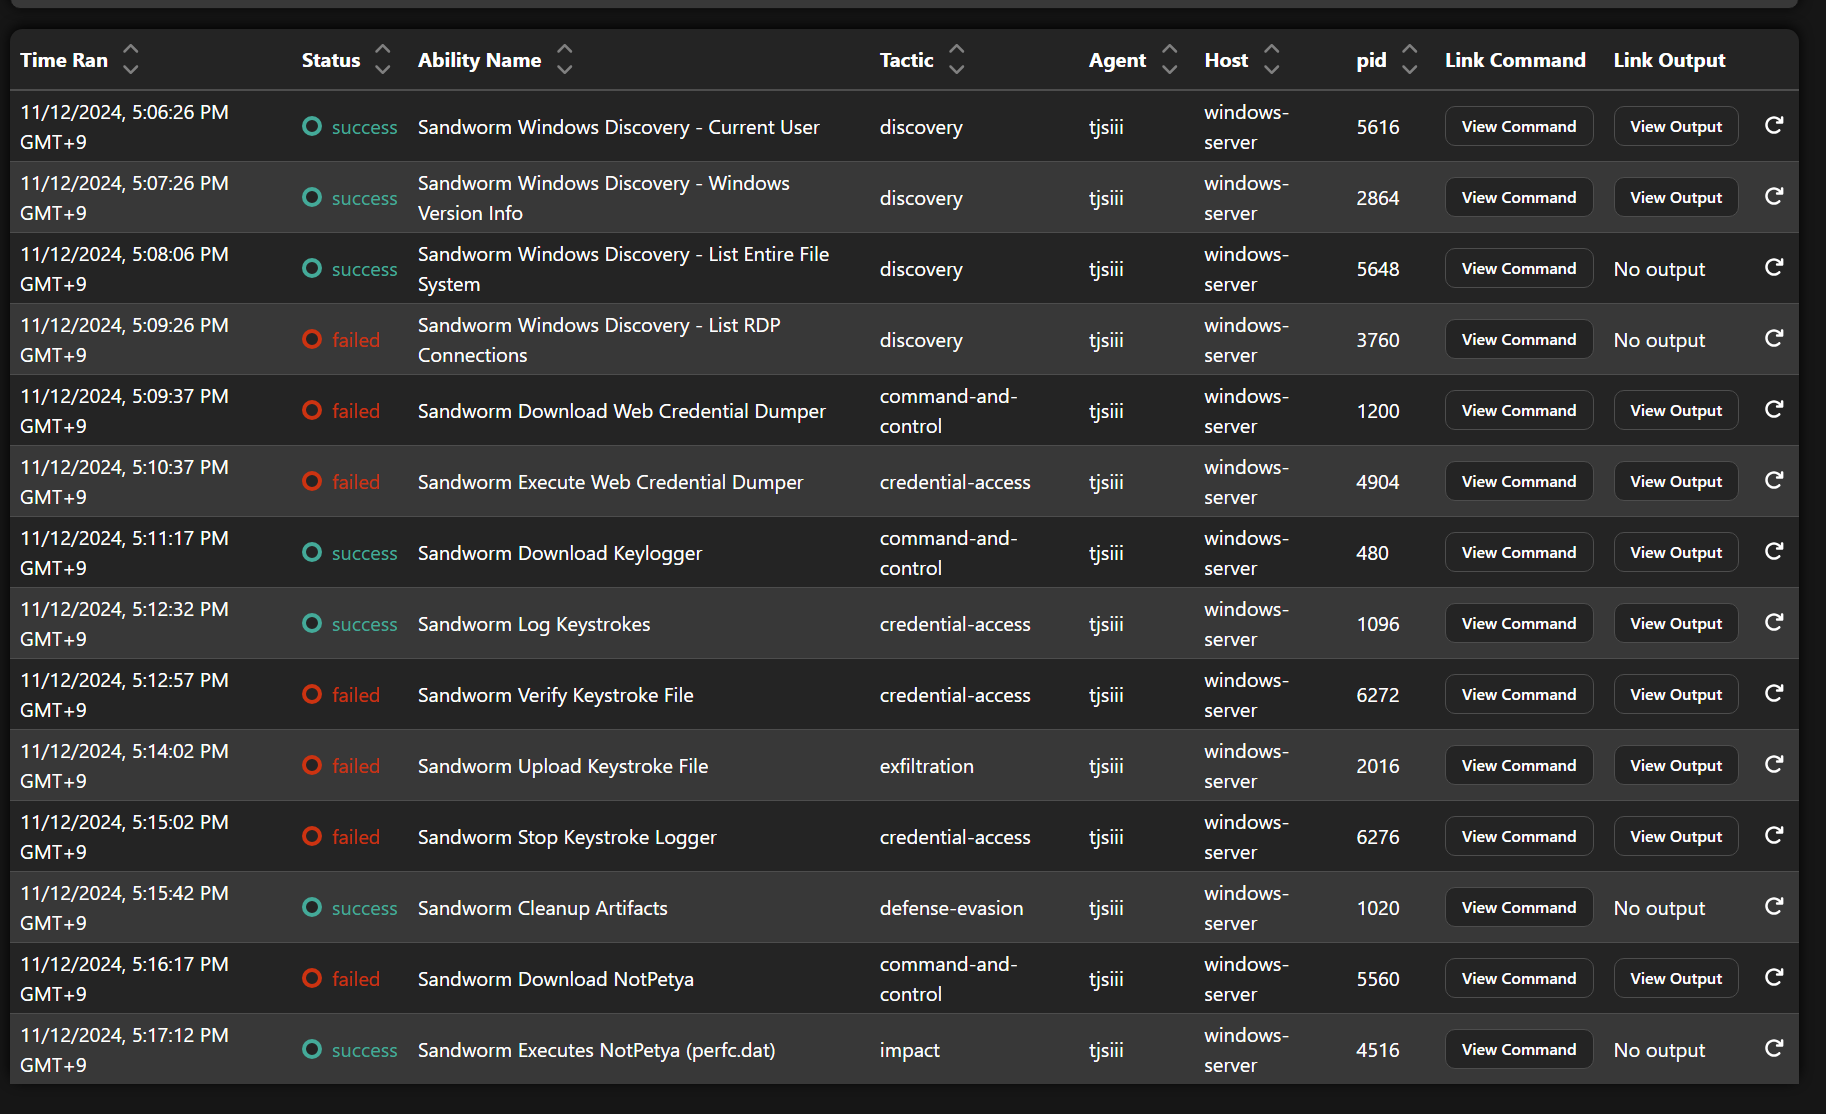 Time Ran Status Ability Name Tactic Agent Host pid Link Command Link Output
11/12/2024, 5:06:26 PM
GMT+9
success Sandworm Windows Discovery - Current User discovery tjsiii
windows-
server
5616 View Command View Output
11/12/2024, 5:07:26 PM
GMT+9
success
Sandworm Windows Discovery - Windows
Version Info
discovery tjsiii
windows-
server
2864 View Command View Output
11/12/2024, 5:08:06 PM
GMT+9
success
Sandworm Windows Discovery - List Entire File
System
discovery tjsiii
windows-
server
5648 View Command No output
11/12/2024, 5:09:26 PM
GMT+9
failed
Sandworm Windows Discovery - List RDP
Connections
discovery tjsiii
windows-
server
3760 View Command No output
11/12/2024, 5:09:37 PM
GMT+9
failed Sandworm Download Web Credential Dumper
command-and-
control
tjsiii
windows-
server
1200 View Command View Output
11/12/2024, 5:10:37 PM
GMT+9
failed Sandworm Execute Web Credential Dumper credential-access tjsiii
windows-
server
4904 View Command View Output
11/12/2024, 5:11:17 PM
GMT+9
success Sandworm Download Keylogger
command-and-
control
tjsiii
windows-
server
480 View Command View Output
11/12/2024, 5:12:32 PM
GMT+9
success Sandworm Log Keystrokes credential-access tjsiii
windows-
server
1096 View Command View Output
11/12/2024, 5:12:57 PM
GMT+9
failed Sandworm Verify Keystroke File credential-access tjsiii
windows-
server
6272 View Command View Output
11/12/2024, 5:14:02 PM
GMT+9
failed Sandworm Upload Keystroke File exfiltration tjsiii
windows-
server
2016 View Command View Output
11/12/2024, 5:15:02 PM
GMT+9
failed Sandworm Stop Keystroke Logger credential-access tjsiii
windows-
server
6276 View Command View Output
11/12/2024, 5:15:42 PM
GMT+9
success Sandworm Cleanup Artifacts defense-evasion tjsiii
windows-
server
1020 View Command No output
11/12/2024, 5:16:17 PM
GMT+9
failed Sandworm Download NotPetya
command-and-
control
tjsiii
windows-
server
5560 View Command View Output
11/12/2024, 5:17:12 PM
GMT+9
success Sandworm Executes NotPetya (perfc.dat) impact tjsiii
windows-
server
4516 View Command No output